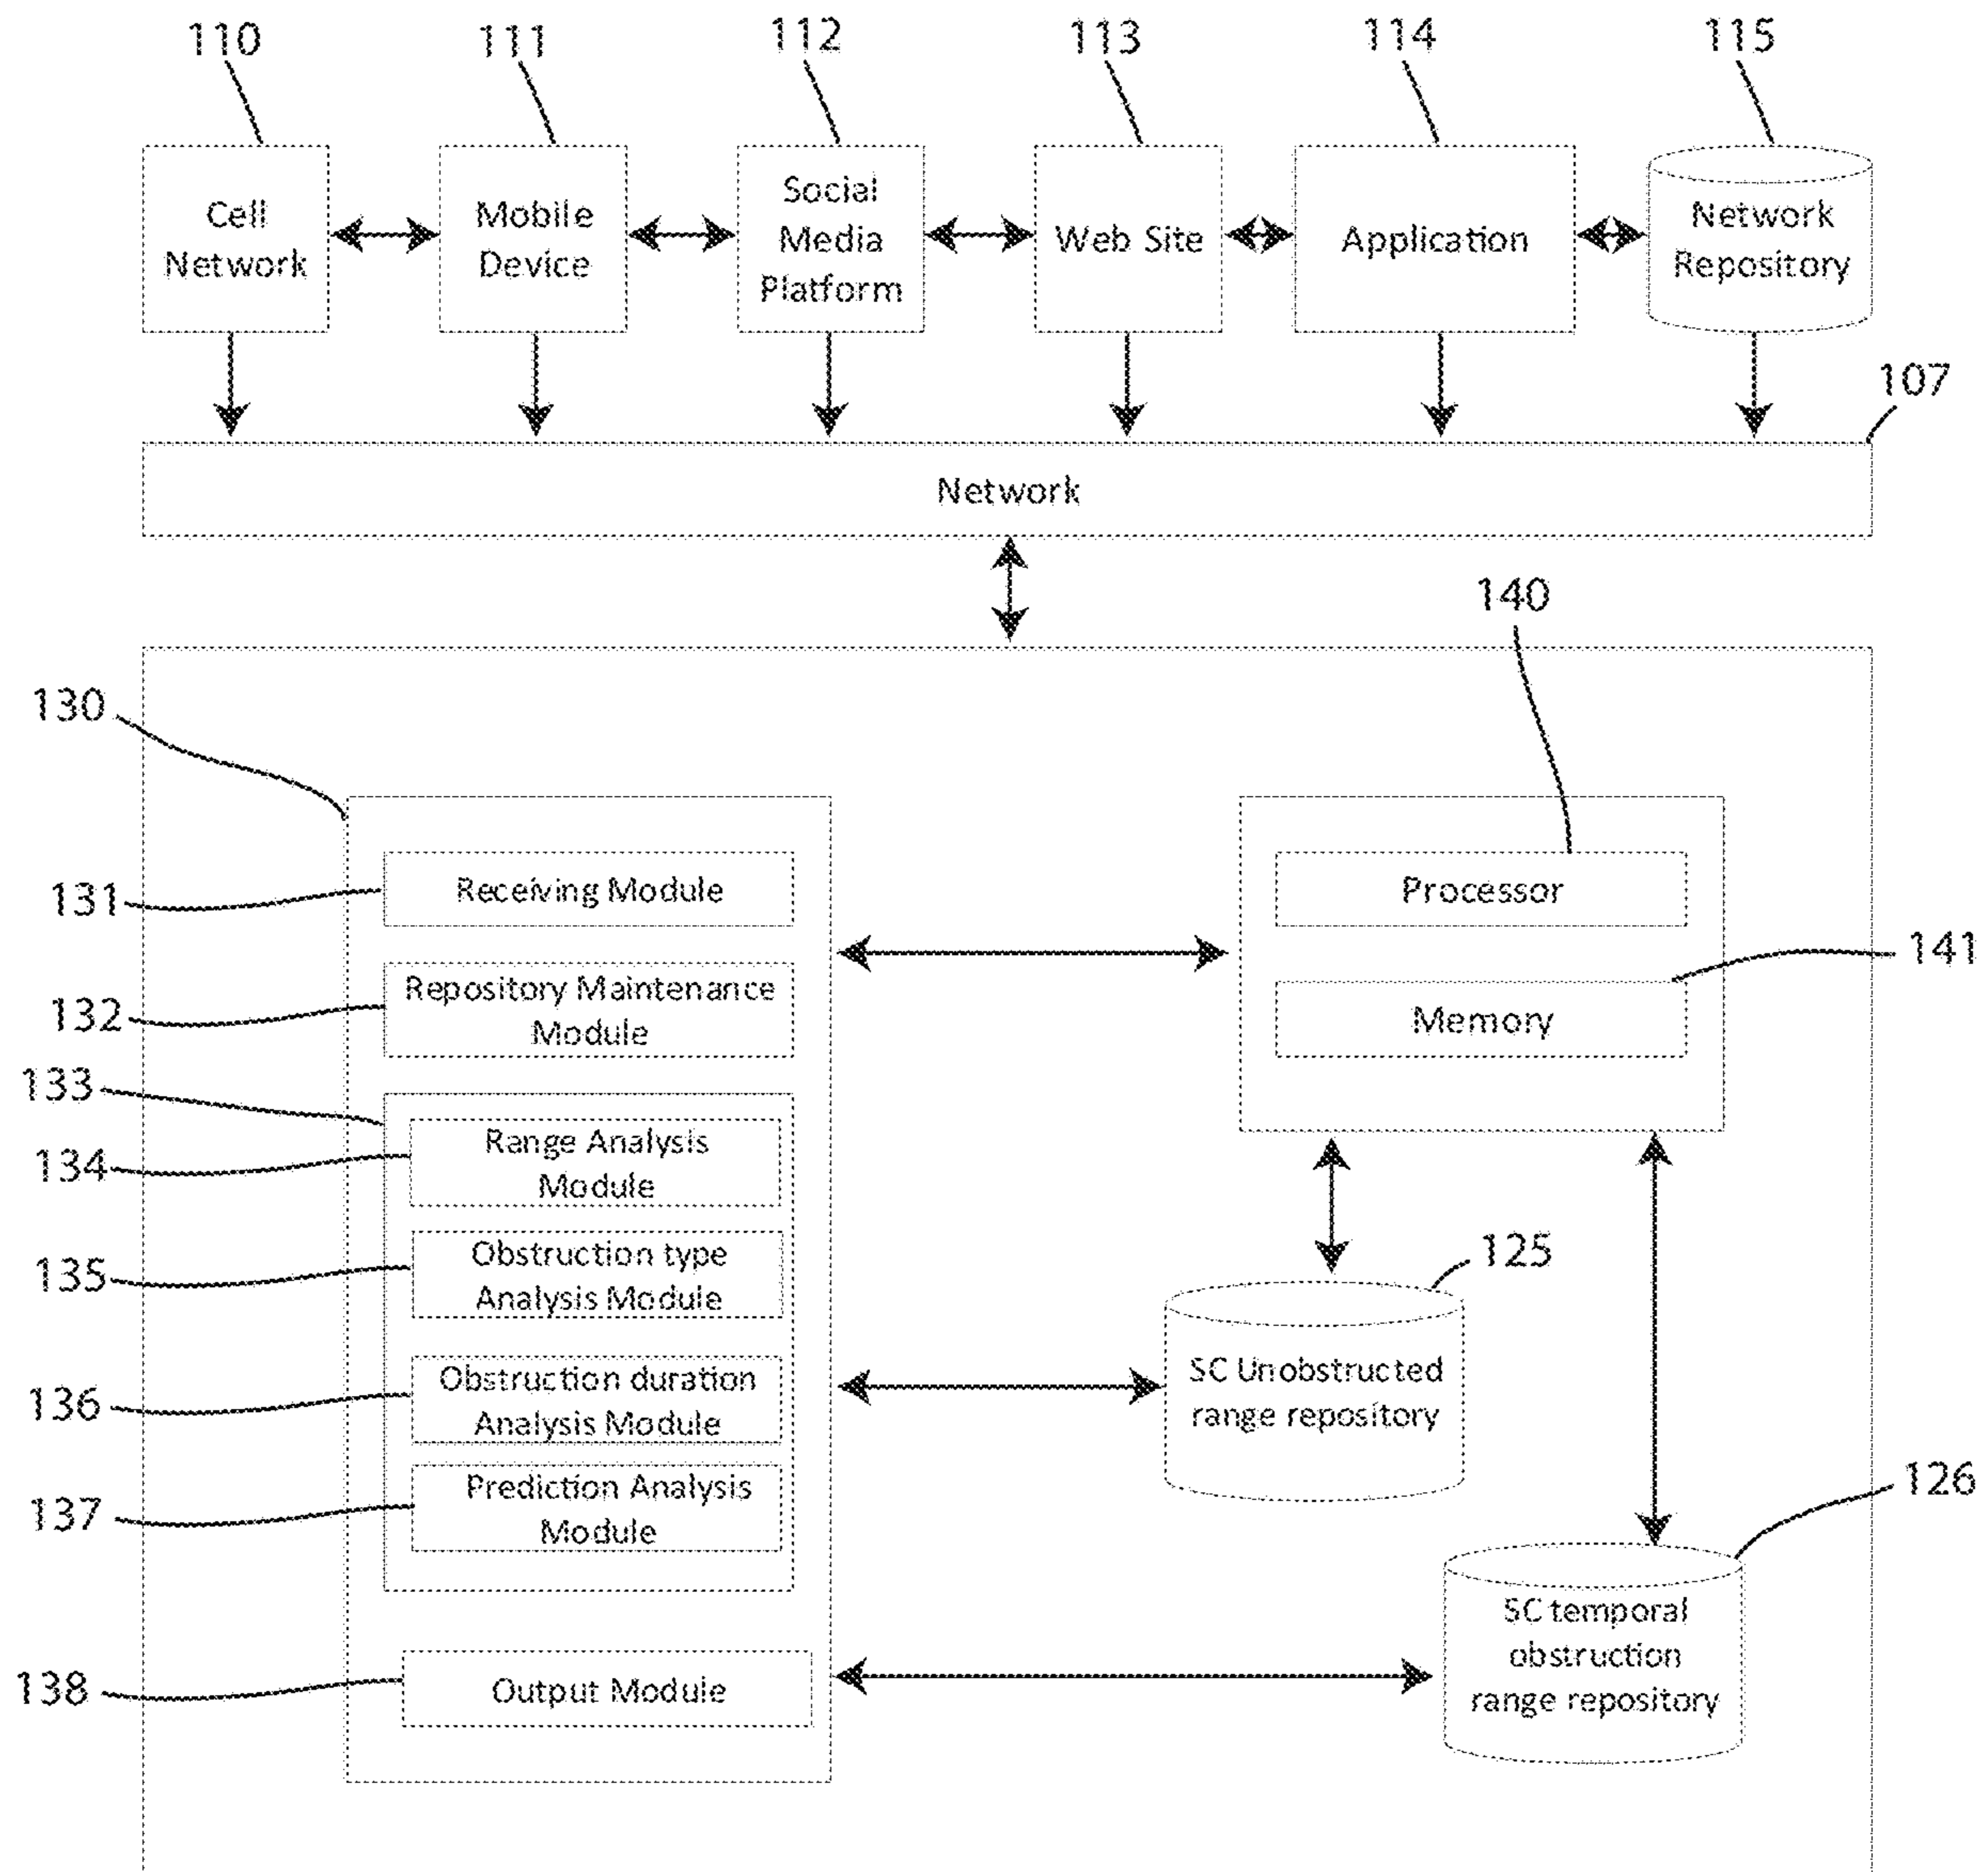 110
111
112
113
114
115
Cell
Network
Mobile
Device
Social
Media
Platform
Web Site
Application
Network
Repository
107
Network
140
130
131
Receiving Module
Processor
132
Repository Maintenance
Module
141
Memory
133
134
Range Analysis
Module
135
Obstruction type
Analysis Module
125
SC Unobstructed
range repository
136
Obstruction duration
Analysis Module
137
Prediction Analysis
Module
126
SC temporal
obstruction
range repository
138
Output Module